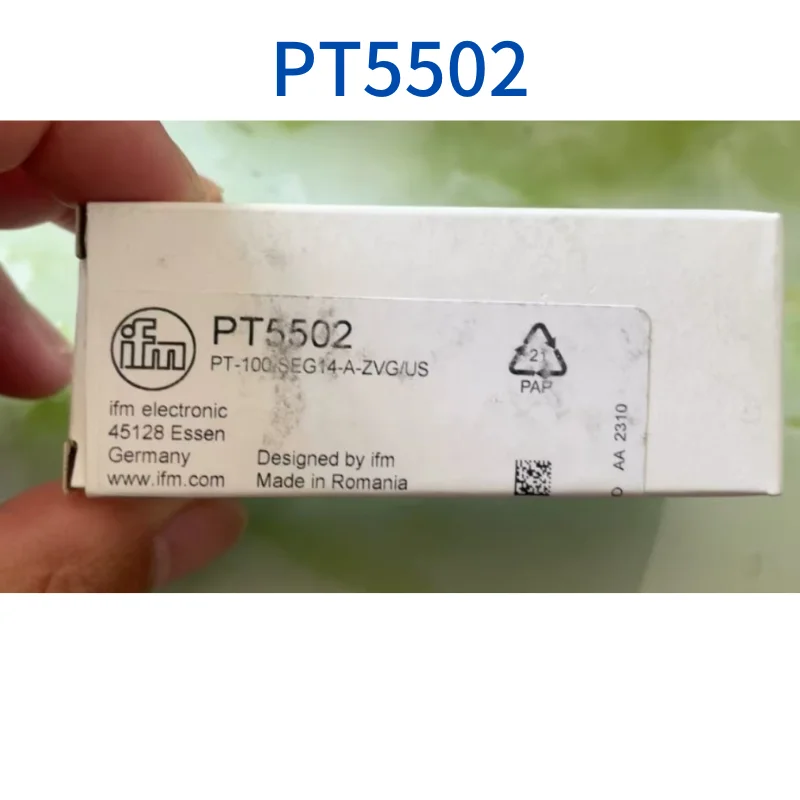 PT5502
ifm
PT5502
PT-100-SEG14-A-ZVG/US
ifm electronic
45128 Essen
Germany
www.ifm.com
Designed by ifm
Made in Romania
21
PAP
AA 2310